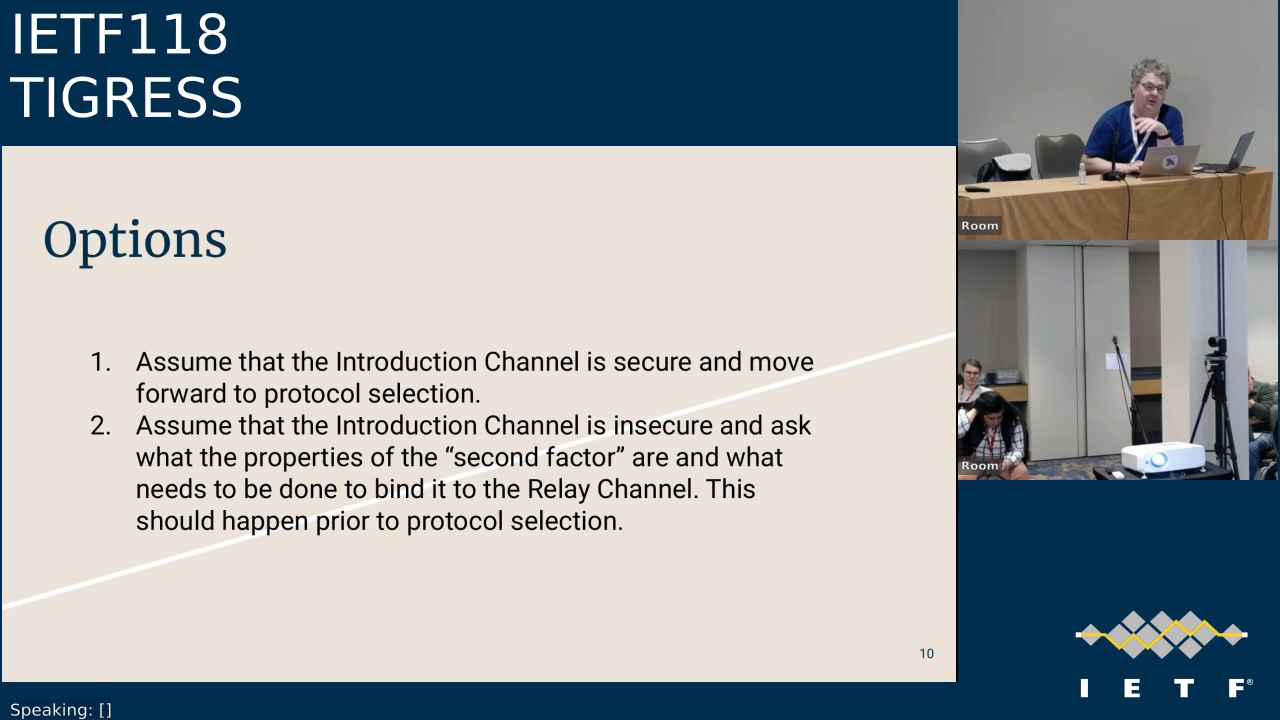 IETF118
TIGRESS
Options
1. Assume that the Introduction Channel is secure and move
forward to protocol selection.
2. Assume that the Introduction Channel is insecure and ask
what the properties of the “second factor” are and what
needs to be done to bind it to the Relay Channel. This
should happen prior to protocol selection.
10
Room
Room
I E T F®
Speaking: []